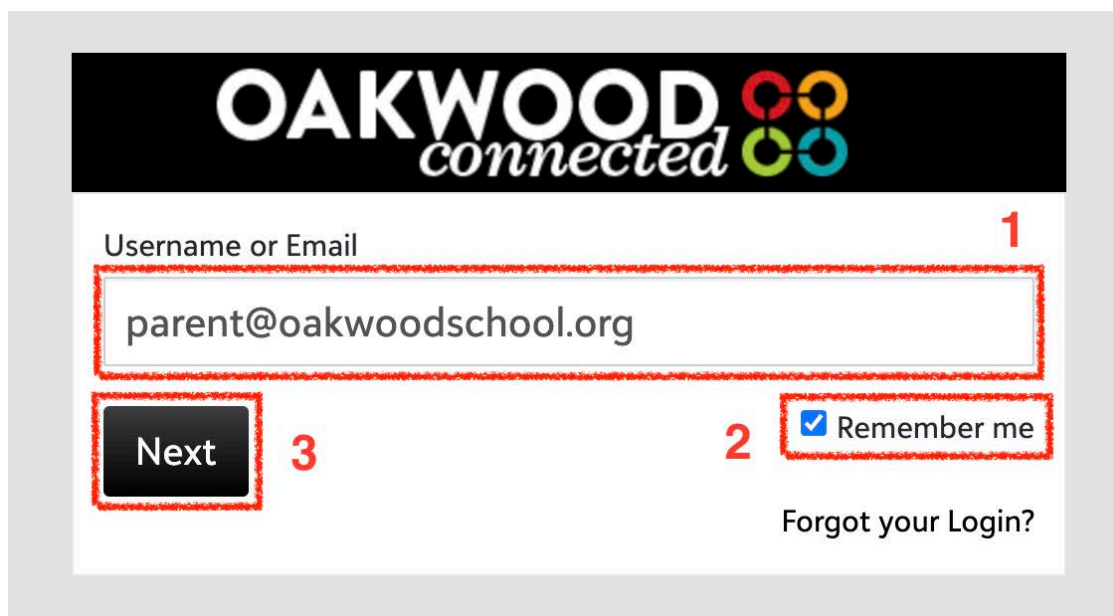 OAKWOOD
connected
1
Username or Email
parent@oakwoodschool.org
Next 3 2 Remember me
Forgot your Login?